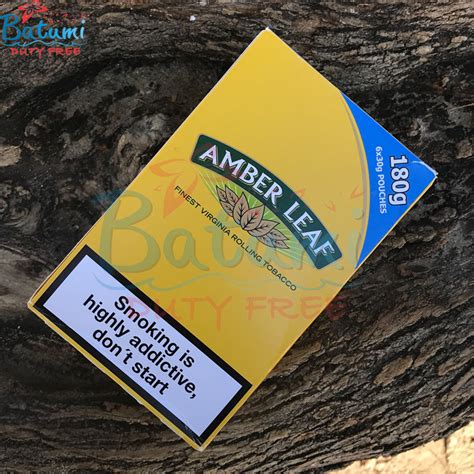 Batumi
DUTY FREE
180g
6x30g POUCHES
AMBER LEAF
FINEST VIRGINIA ROLLING TOBACCO
Batumi
DUTY FREE
Smoking is
highly addictive,
don´t start